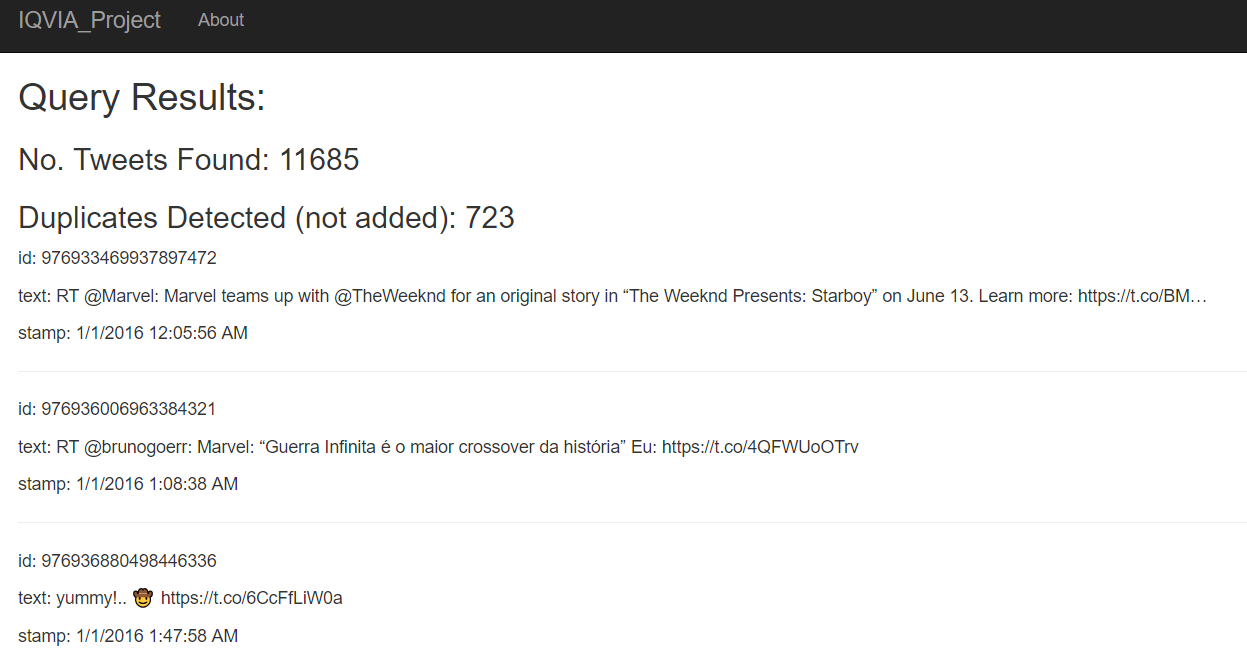 IQVIA_Project About
Query Results:
No. Tweets Found: 11685
Duplicates Detected (not added): 723
id: 976933469937897472
text: RT @Marvel: Marvel teams up with @TheWeeknd for an original story in “The Weeknd Presents: Starboy” on June 13. Learn more: https://t.co/BM…
stamp: 1/1/2016 12:05:56 AM
id: 976936006963384321
text: RT @brunogoerr: Marvel: “Guerra Infinita é o maior crossover da história” Eu: https://t.co/4QFWUoOTrv
stamp: 1/1/2016 1:08:38 AM
id: 976936880498446336
text: yummy!.. 🤠 https://t.co/6CcFfLiW0a
stamp: 1/1/2016 1:47:58 AM